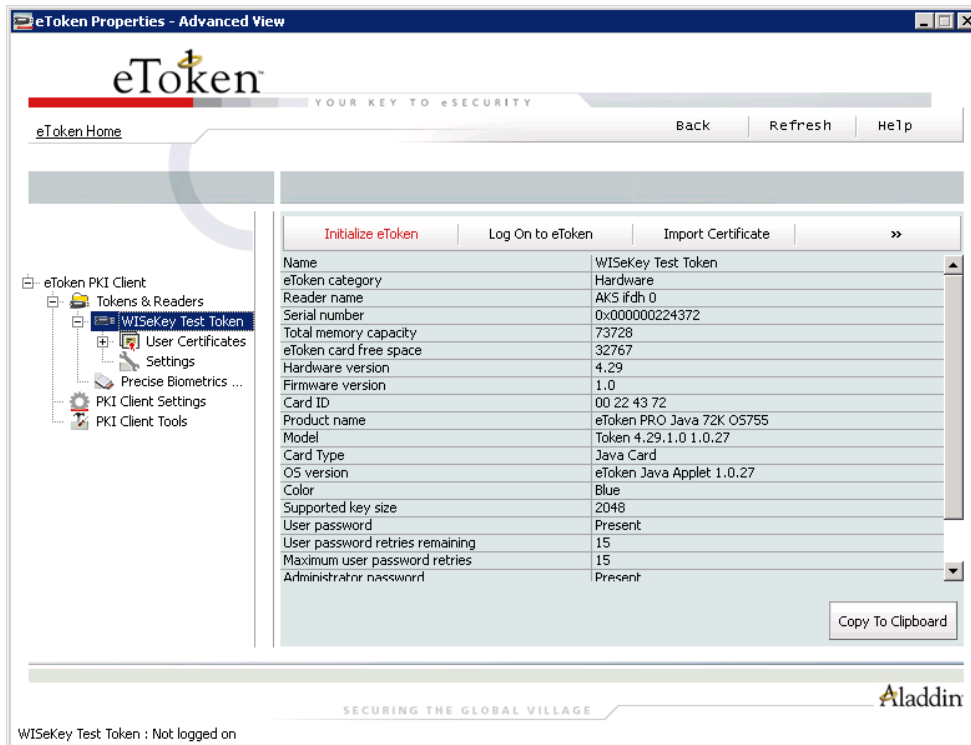 eToken Properties - Advanced View
eToken
YOUR KEY TO eSECURITY
eToken Home
Back Refresh Help
Initialize eToken Log On to eToken Import Certificate »
eToken PKI Client
Tokens & Readers
WISeKey Test Token
User Certificates
Settings
Precise Biometrics ...
PKI Client Settings
PKI Client Tools
Name WISeKey Test Token
eToken category Hardware
Reader name AKS ifdh 0
Serial number 0x000000224372
Total memory capacity 73728
eToken card free space 32767
Hardware version 4.29
Firmware version 1.0
Card ID 00 22 43 72
Product name eToken PRO Java 72K OS755
Model Token 4.29.1.0 1.0.27
Card Type Java Card
OS version eToken Java Applet 1.0.27
Color Blue
Supported key size 2048
User password Present
User password retries remaining 15
Maximum user password retries 15
Administrator password Present
Copy To Clipboard
Aladdin
SECURING THE GLOBAL VILLAGE
WISeKey Test Token : Not logged on